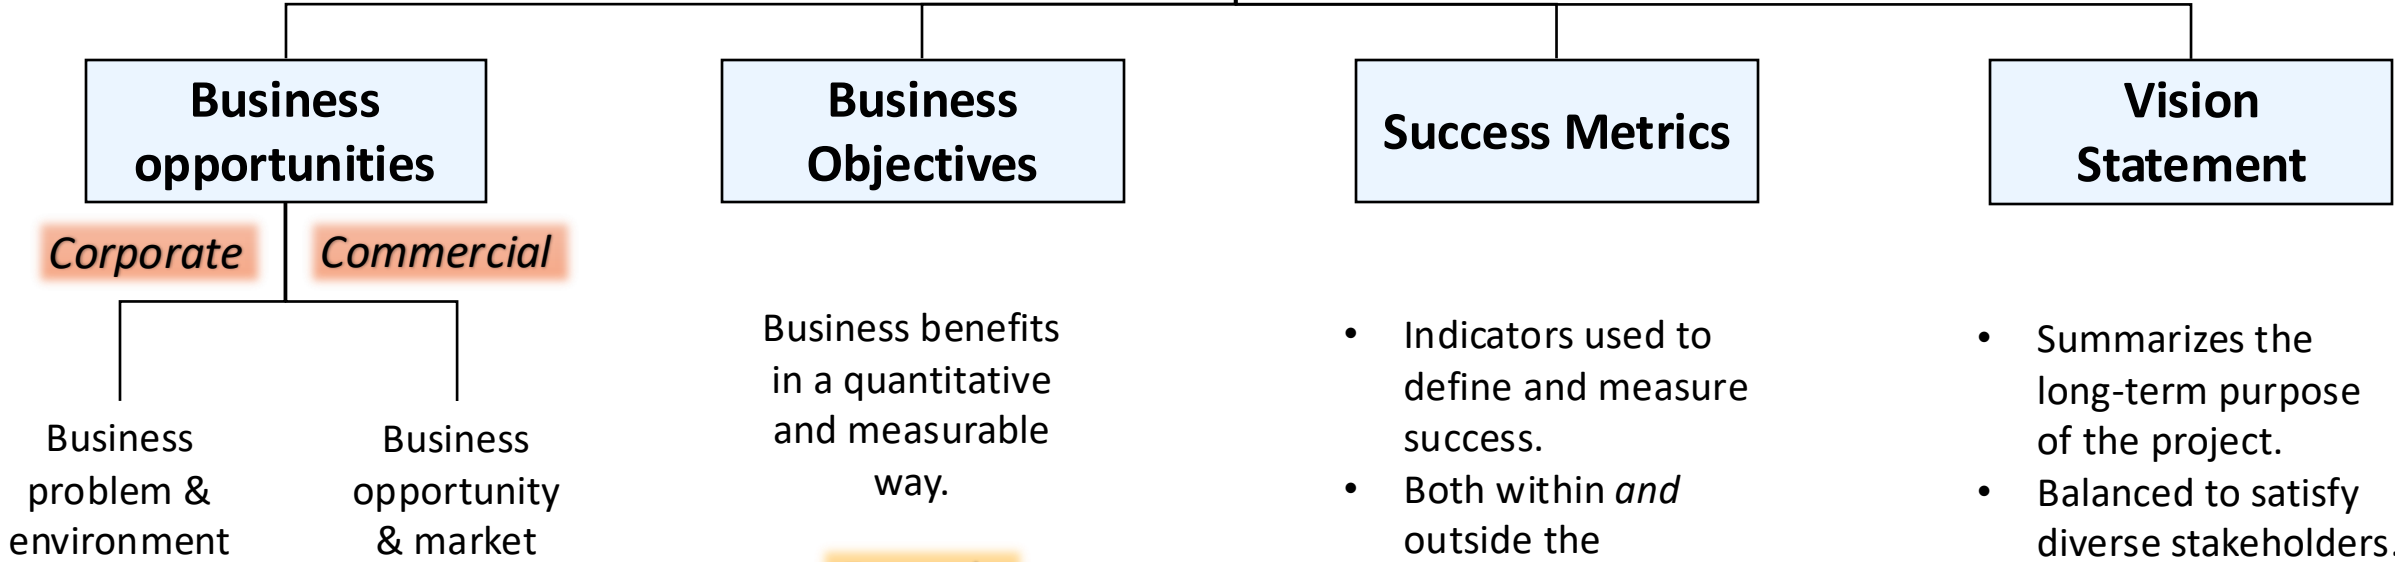 Business
opportunities
Business
Objectives
Success Metrics
Vision
Statement
Corporate
Commercial
Business
problem &
environment
Business
opportunity
& market
Business benefits
in a quantitative
and measurable
way.
• Indicators used to
define and measure
success.
• Both within and
outside the
• Summarizes the
long-term purpose
of the project.
• Balanced to satisfy
diverse stakeholders.